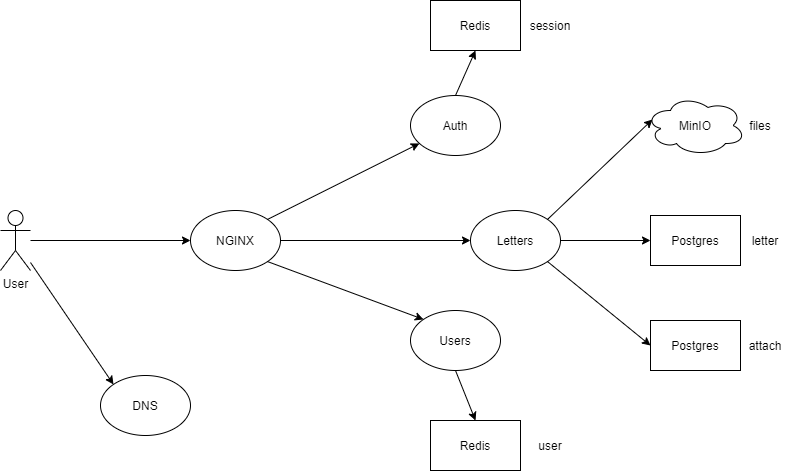 Redis session
Auth
MinIO files
NGINX
Letters
Postgres letter
User
Users
Postgres attach
DNS
Redis user